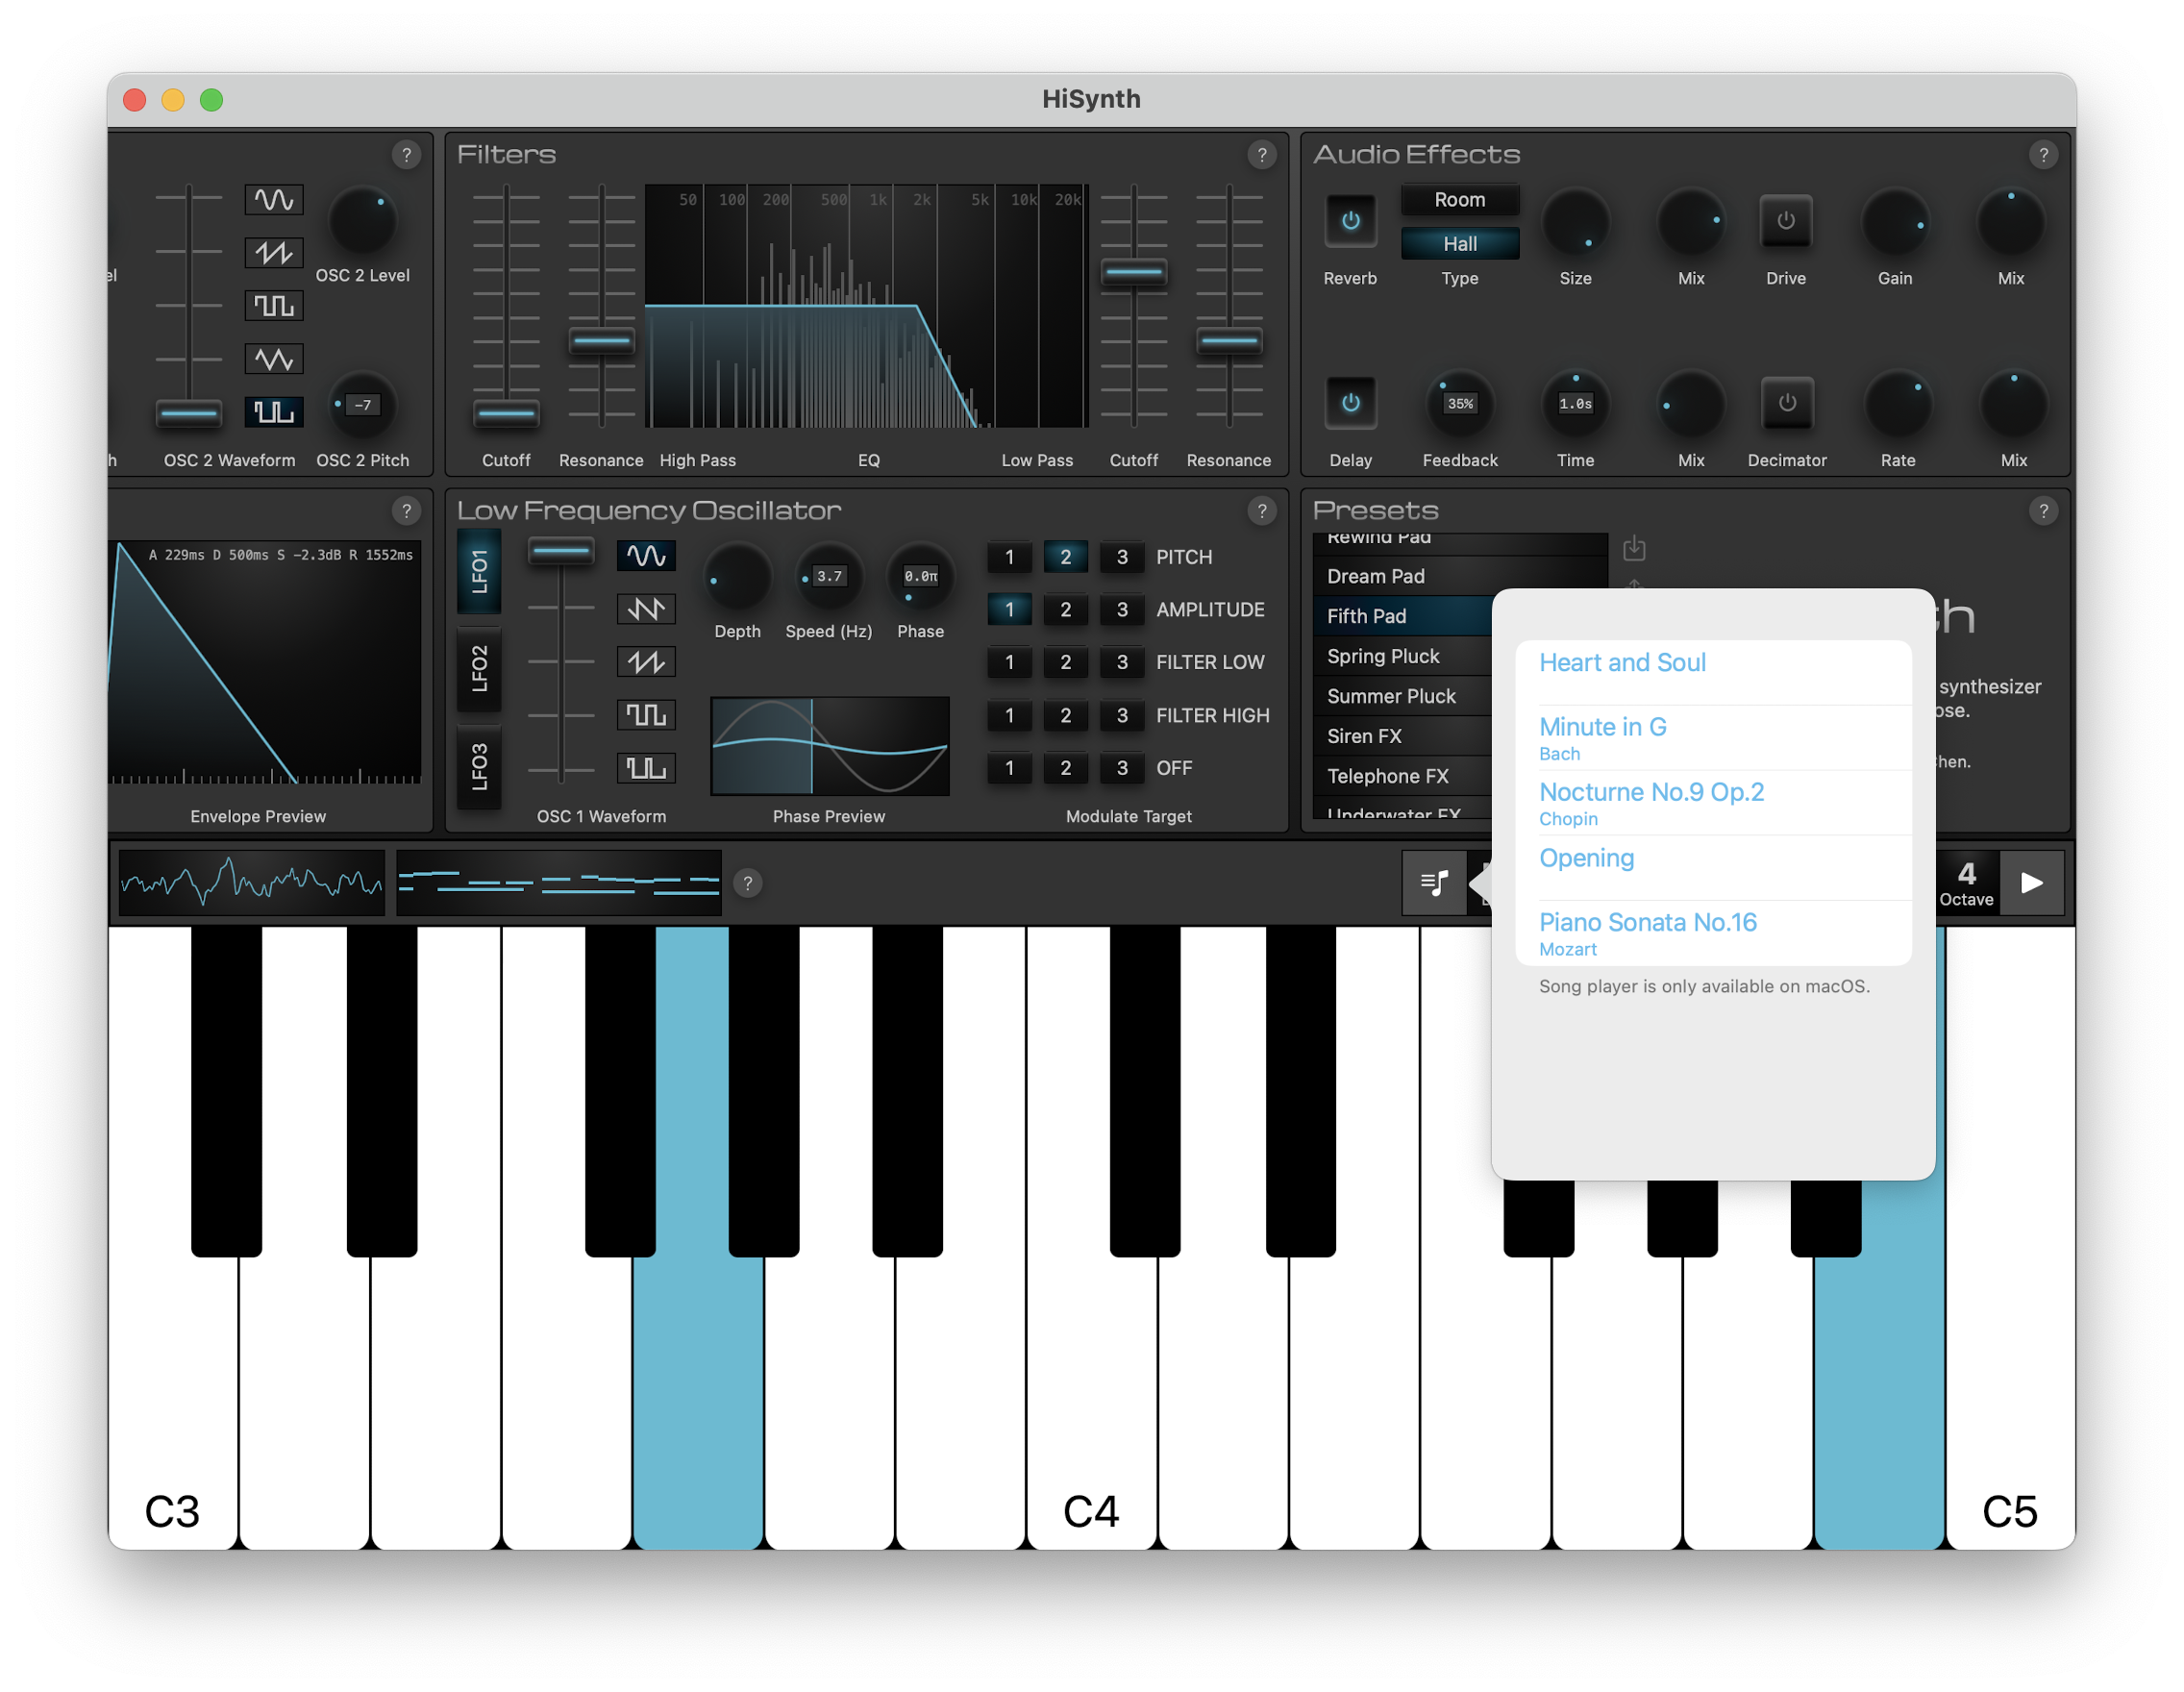 HiSynth
?
OSC 2 Level
-7
OSC 2 Waveform
OSC 2 Pitch
Filters
?
50 100 200 500 1k 2k 5k 10k 20k
Cutoff
Resonance
High Pass
EQ
Low Pass
Cutoff
Resonance
Audio Effects
?
Reverb
Room
Hall
Type
Size
Mix
Drive
Gain
Mix
Delay
35%
Feedback
1.0s
Time
Mix
Decimator
Rate
Mix
?
A 229ms D 500ms S -2.3dB R 1552ms
Envelope Preview
Low Frequency Oscillator
?
LFO1
LFO2
LFO3
OSC 1 Waveform
Depth
3.7
Speed (Hz)
0.0π
Phase
Phase Preview
1 2 3 PITCH
1 2 3 AMPLITUDE
1 2 3 FILTER LOW
1 2 3 FILTER HIGH
1 2 3 OFF
Modulate Target
Presets
?
Rewind Pad
Dream Pad
Fifth Pad
Spring Pluck
Summer Pluck
Siren FX
Telephone FX
Underwater FX
synthesizer
Heart and Soul
Minute in G
Bach
Nocturne No.9 Op.2
Chopin
Opening
Piano Sonata No.16
Mozart
Song player is only available on macOS.
?
4
Octave
C3
C4
C5